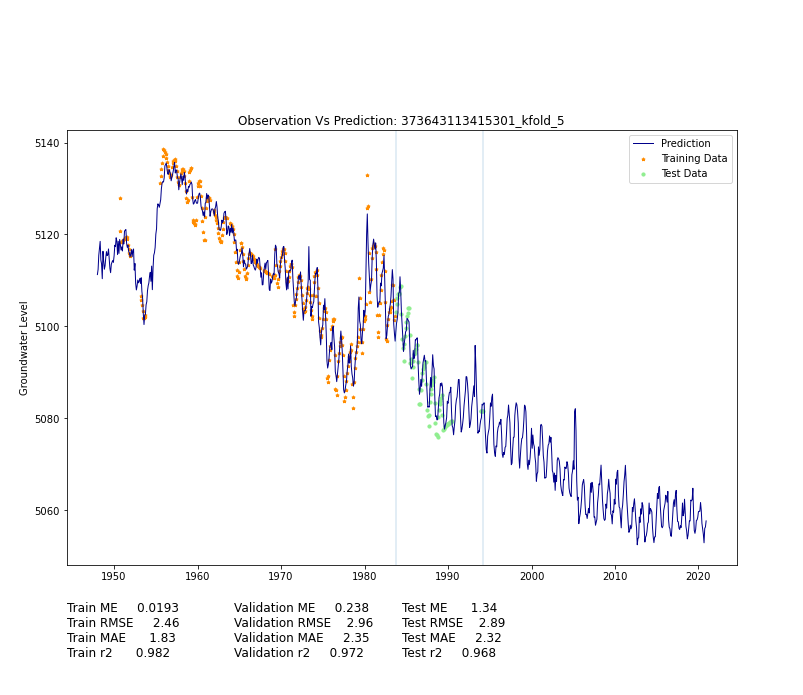 Observation Vs Prediction: 373643113415301_kfold_5
Prediction
Training Data
Test Data
Groundwater Level
5140
5120
5100
5080
5060
1950 1960 1970 1980 1990 2000 2010 2020
Train ME 0.0193 Validation ME 0.238 Test ME 1.34
Train RMSE 2.46 Validation RMSE 2.96 Test RMSE 2.89
Train MAE 1.83 Validation MAE 2.35 Test MAE 2.32
Train r2 0.982 Validation r2 0.972 Test r2 0.968